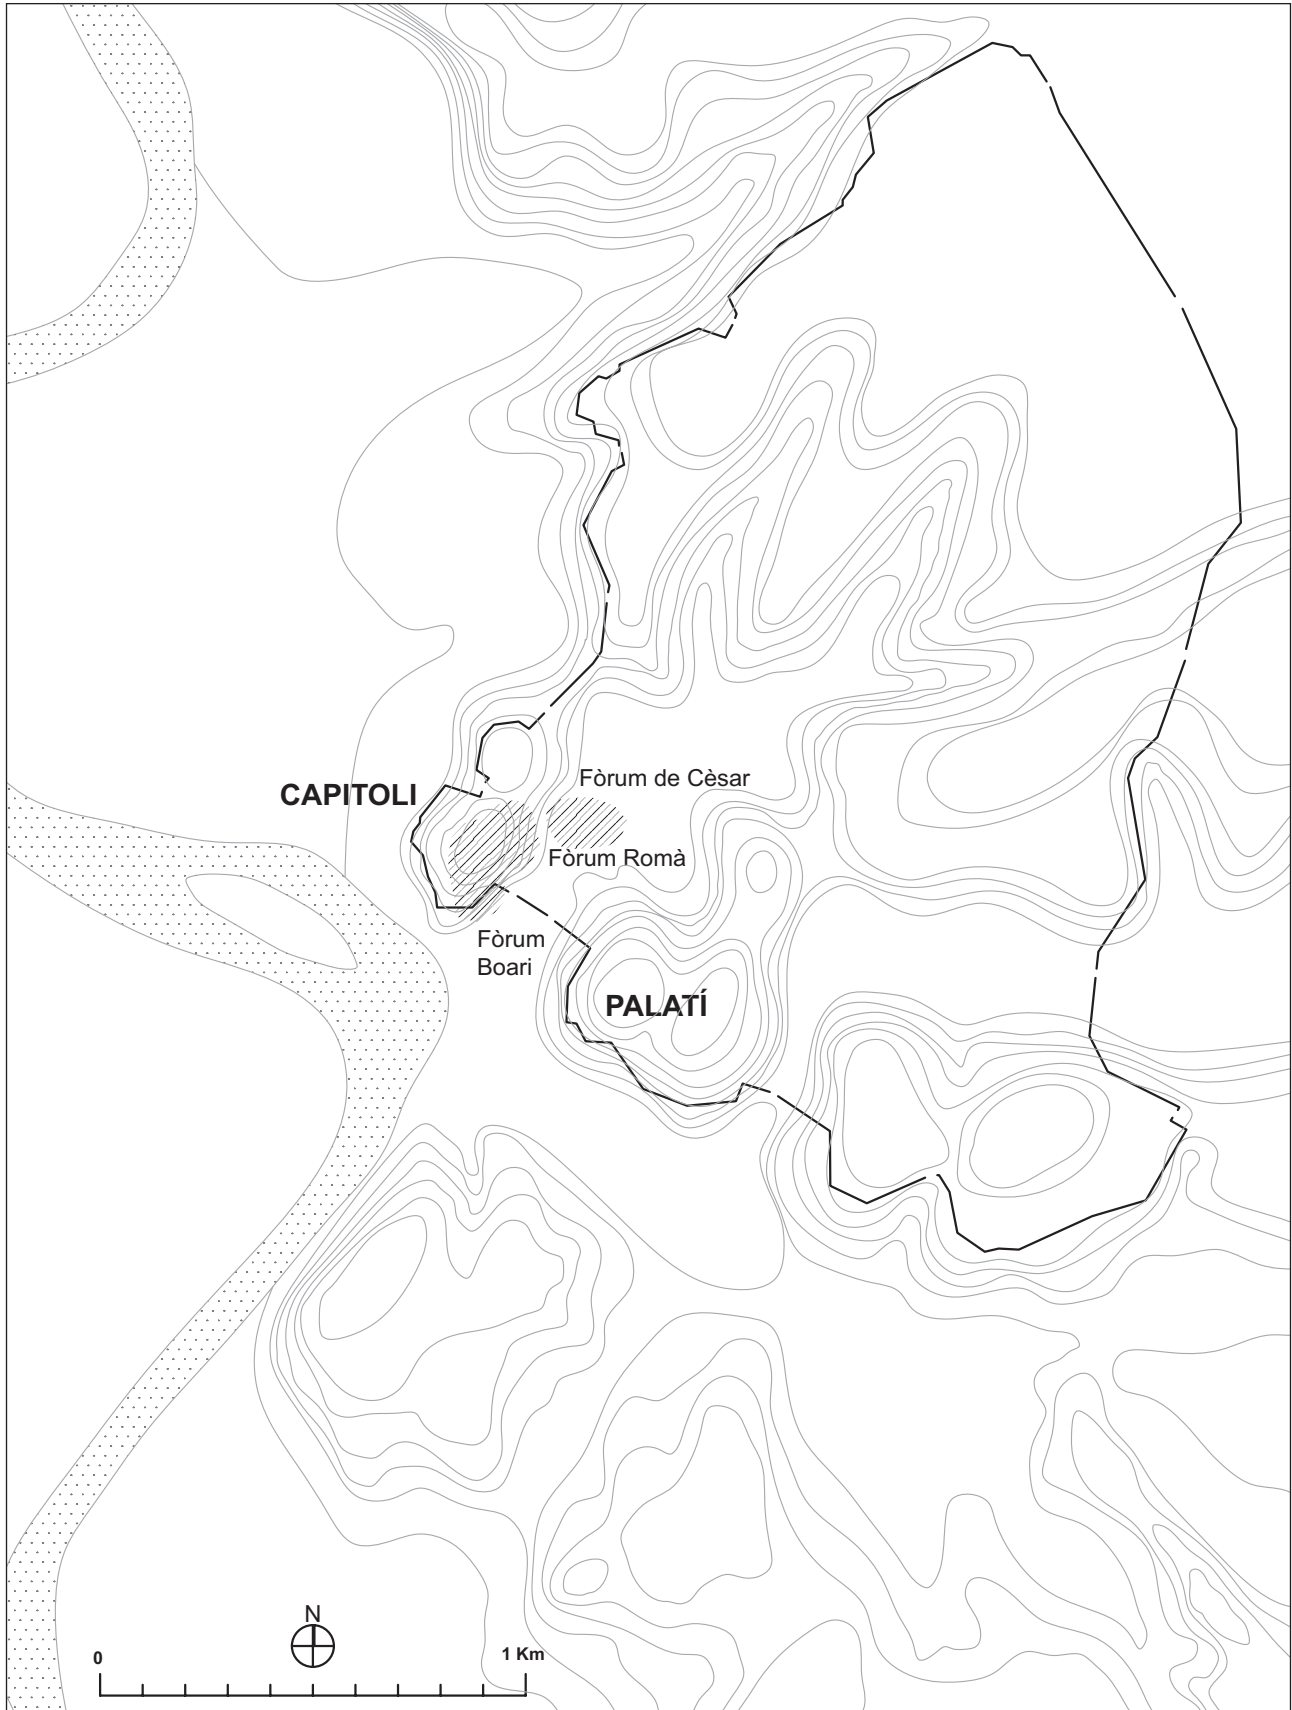 Fòrum de Cèsar
CAPITOLI
Fòrum Romà
Fòrum
Boari
PALATÍ
N
0
1 Km